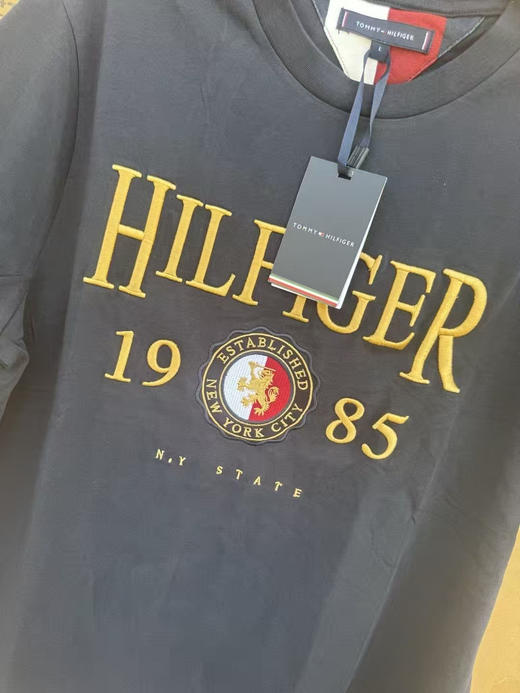 TOMMY HILFIGER
L
TOMMY HILFIGER
HILFIGER
19 85
ESTABLISHED
NEW YORK CITY
N.Y STATE